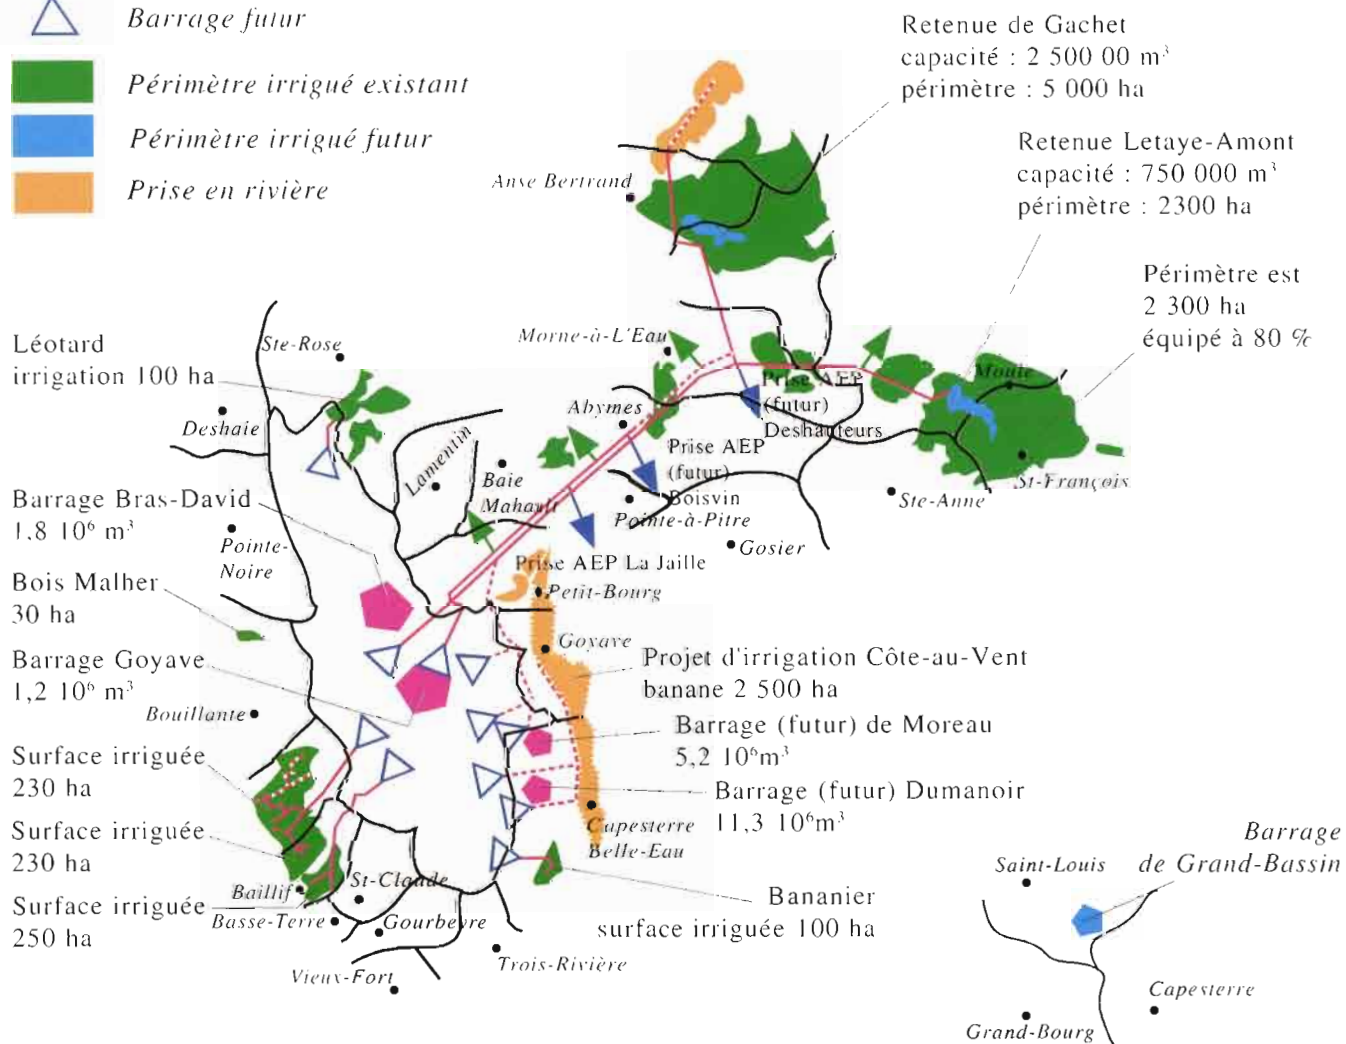 Barrage futur
Périmètre irrigué existant
Périmètre irrigué futur
Prise en rivière
Retenue de Gachet
capacité : 2 500 00 m³
périmètre : 5 000 ha
Retenue Letaye-Amont
capacité : 750 000 m³
périmètre : 2300 ha
Périmètre est
2 300 ha
équipé à 80 %
Anse Bertrand
Morne-à-L'Eau
Léotard
irrigation 100 ha
Ste-Rose
Deshaie
Abymes
Prise AEP
(futur)
Deshauteurs
Moule
Prise AEP
(futur)
Boisvin
Lamentin
Baie
Mahault
Pointe-à-Pitre
Ste-Anne
St-François
Gosier
Barrage Bras-David
1.8 10⁶ m³
Pointe-
Noire
Prise AEP La Jaille
Petit-Bourg
Bois Malher
30 ha
Goyave
Barrage Goyave
1,2 10⁶ m³
Bouillante
Projet d'irrigation Côte-au-Vent
banane 2 500 ha
Barrage (futur) de Moreau
5,2 10⁶m³
Barrage (futur) Dumanoir
11,3 10⁶m³
Surface irriguée
230 ha
Surface irriguée
230 ha
Surface irriguée
250 ha
Capesterre
Belle-Eau
Baillif
St-Claude
Basse-Terre
Gourbeyre
Bananier
surface irriguée 100 ha
Vieux-Fort
Trois-Rivière
Barrage
de Grand-Bassin
Saint-Louis
Capesterre
Grand-Bourg